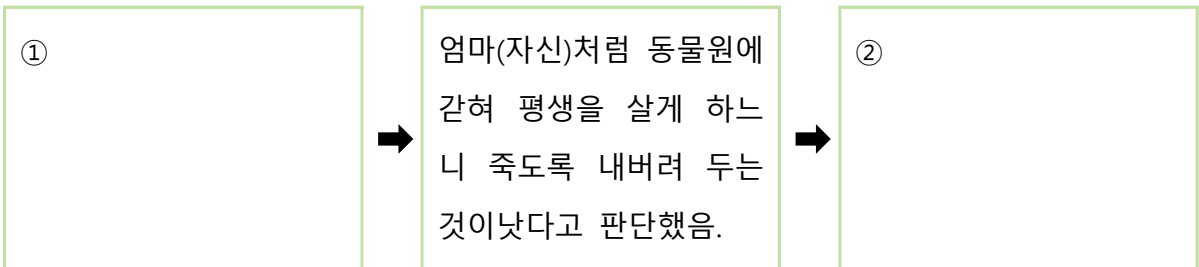 ①
엄마(자신)처럼 동물원에
갇혀 평생을 살게 하느
니 죽도록 내버려 두는
것이낫다고 판단했음.
②